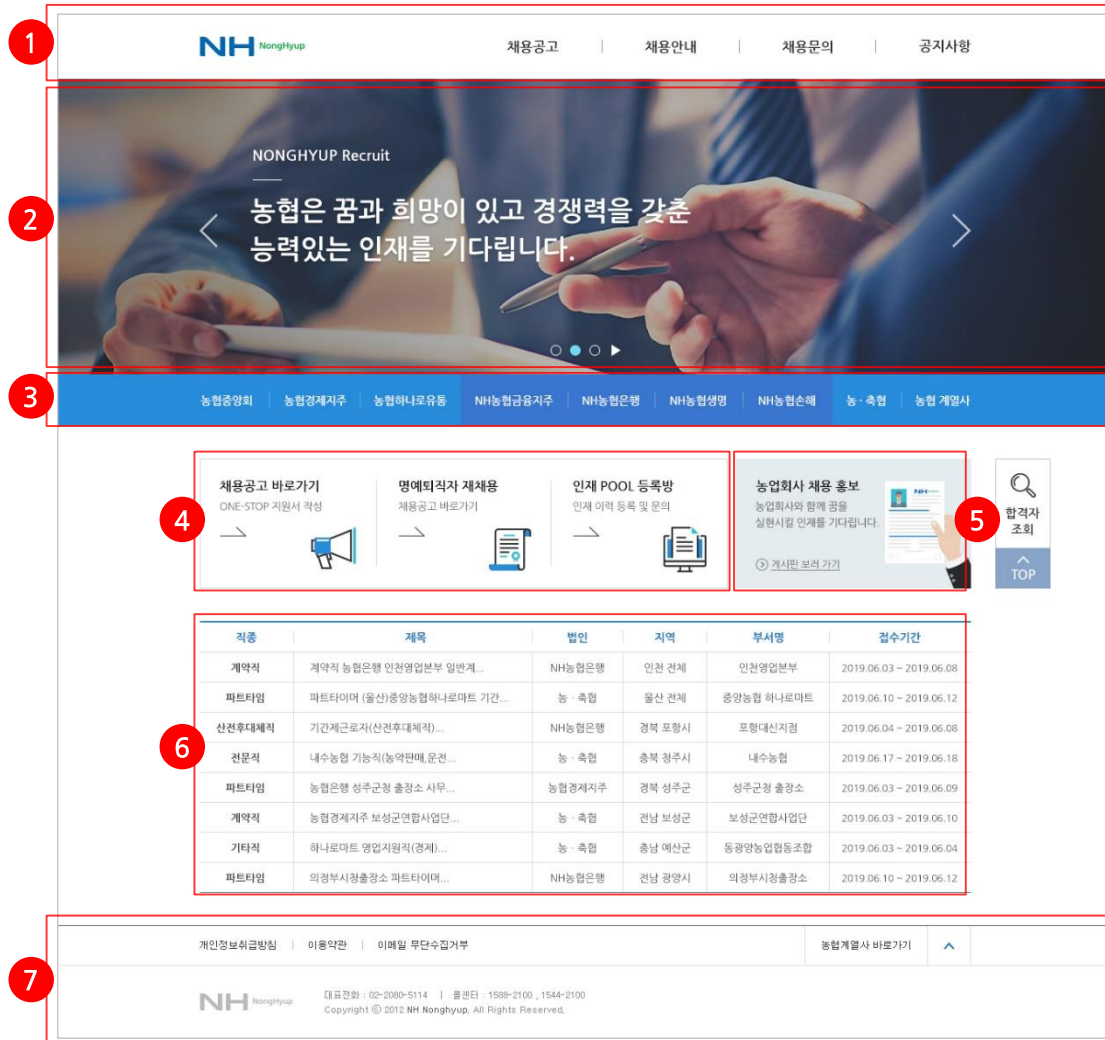 1
NH NongHyup
채용공고 | 채용안내 | 채용문의 | 공지사항
2
NONGHYUP Recruit
농협은 꿈과 희망이 있고 경쟁력을 갖춘
능력있는 인재를 기다립니다.
3
농협중앙회 농협경제지주 농협하나로유통 NH농협금융지주 NH농협은행 NH농협생명 NH농협손해 농·축협 농협 계열사
4
채용공고 바로가기
ONE-STOP 지원서 작성
명예퇴직자 재채용
채용공고 바로가기
인재 POOL 등록방
인재 이력 등록 및 문의
농업회사 채용 홍보
농업회사와 함께 꿈을
실현시킬 인재를 기다립니다.
게시판 보러 가기
NH
5
합격자
조회
TOP
6
직종 제목 법인 지역 부서명 접수기간
계약직 계약직 농협은행 인천영업본부 일반계... NH농협은행 인천 전체 인천영업본부 2019.06.03 ~ 2019.06.08
파트타임 파트타이머 (울산)중앙농협하나로마트 기간... 농·축협 울산 전체 중앙농협 하나로마트 2019.06.10 ~ 2019.06.12
산전후대체직 기간제근로자(산전후대체직)... NH농협은행 경북 포항시 포항대신지점 2019.06.04 ~ 2019.06.08
전문직 내수농협 기능직(농약판매,운전... 농·축협 충북 청주시 내수농협 2019.06.17 ~ 2019.06.18
파트타임 농협은행 성주군청 출장소 사무... 농협경제지주 경북 성주군 성주군청 출장소 2019.06.03 ~ 2019.06.09
계약직 농협경제지주 보성군연합사업단... 농·축협 전남 보성군 보성군연합사업단 2019.06.03 ~ 2019.06.10
기타직 하나로마트 영업지원직(경제)... 농·축협 충남 예산군 동광양농업협동조합 2019.06.03 ~ 2019.06.04
파트타임 의정부시청출장소 파트타이머... NH농협은행 전남 광양시 의정부시청출장소 2019.06.10 ~ 2019.06.12
7
개인정보취급방침 | 이용약관 | 이메일 무단수집거부
농협계열사 바로가기
NH NongHyup
대표전화 : 02-2080-5114 | 콜센터 : 1588-2100 , 1544-2100
Copyright ⓒ 2012 NH Nonghyup. All Rights Reserved.